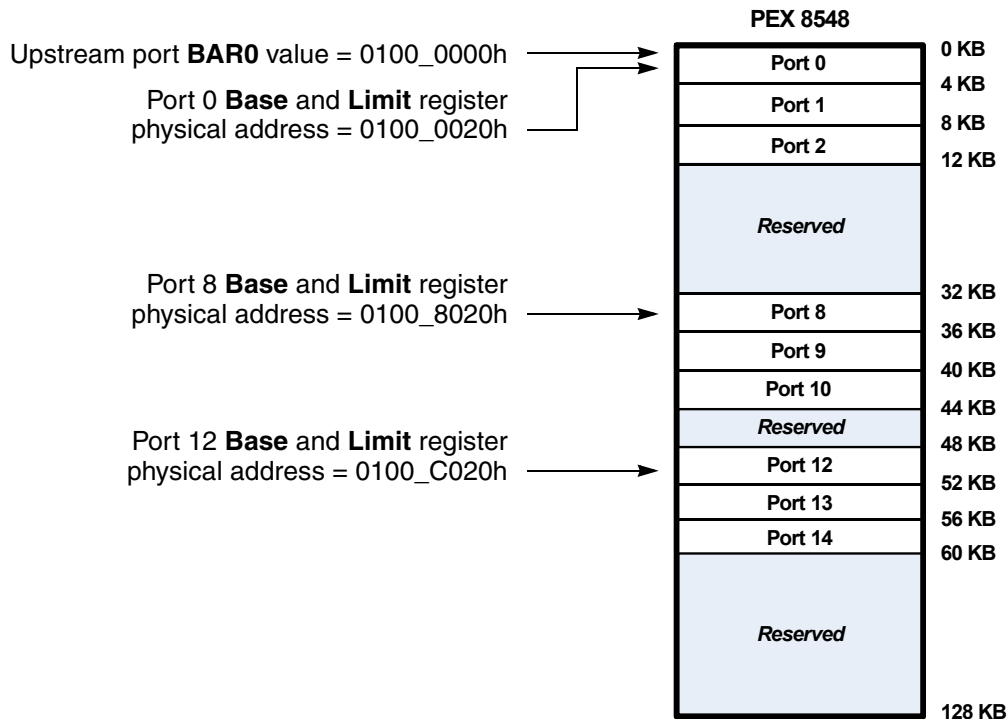 PEX 8548
Upstream port BAR0 value = 0100_0000h
Port 0 Base and Limit register
physical address = 0100_0020h
Port 8 Base and Limit register
physical address = 0100_8020h
Port 12 Base and Limit register
physical address = 0100_C020h
Port 0
Port 1
Port 2
Reserved
Port 8
Port 9
Port 10
Reserved
Port 12
Port 13
Port 14
Reserved
0 KB
4 KB
8 KB
12 KB
32 KB
36 KB
40 KB
44 KB
48 KB
52 KB
56 KB
60 KB
128 KB